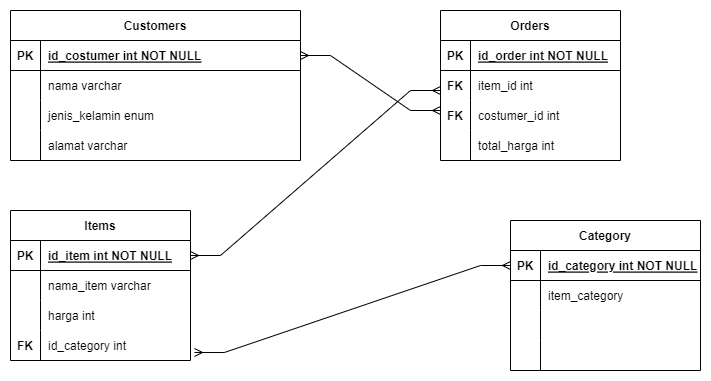 Customers
PK id_costumer int NOT NULL
nama varchar
jenis_kelamin enum
alamat varchar
Orders
PK id_order int NOT NULL
FK item_id int
FK costumer_id int
total_harga int
Items
PK id_item int NOT NULL
nama_item varchar
harga int
FK id_category int
Category
PK id_category int NOT NULL
item_category